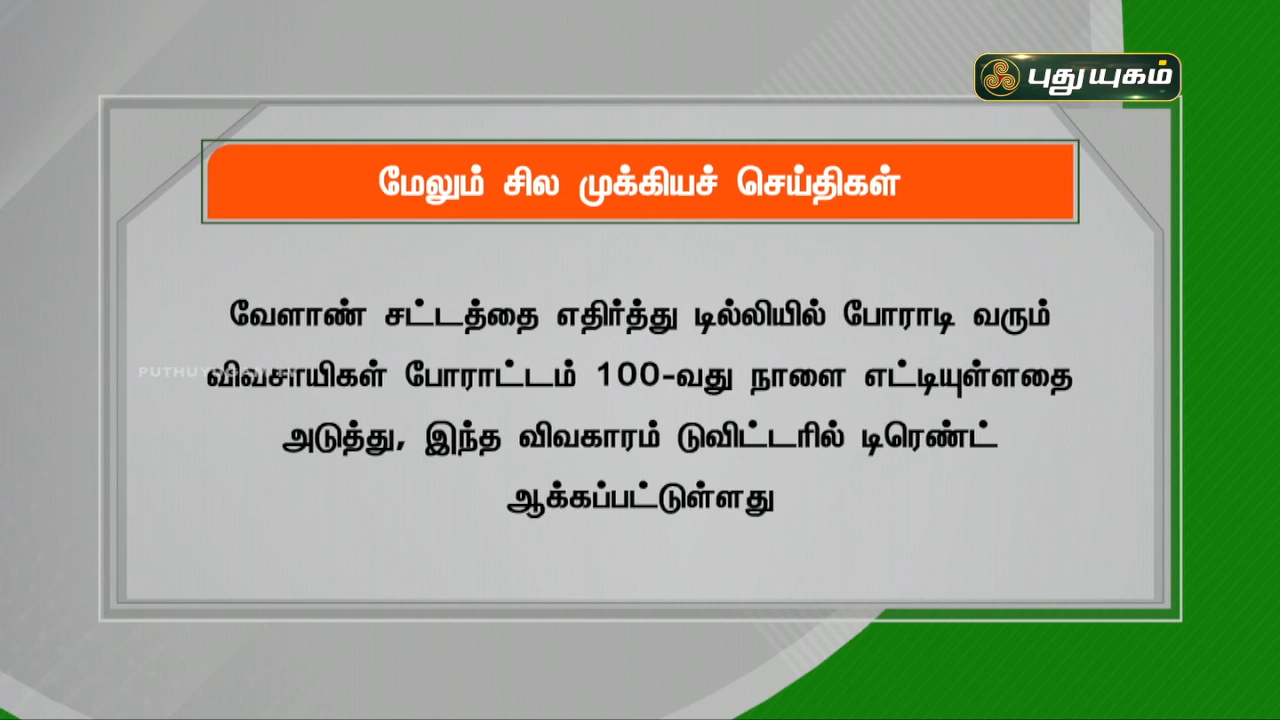 புதுயுகம்
மேலும் சில முக்கியச் செய்திகள்
வேளாண் சட்டத்தை எதிர்த்து டில்லியில் போராடி வரும்
விவசாயிகள் போராட்டம் 100-வது நாளை எட்டியுள்ளதை
அடுத்து, இந்த விவகாரம் டுவிட்டரில் டிரெண்ட்
ஆக்கப்பட்டுள்ளது